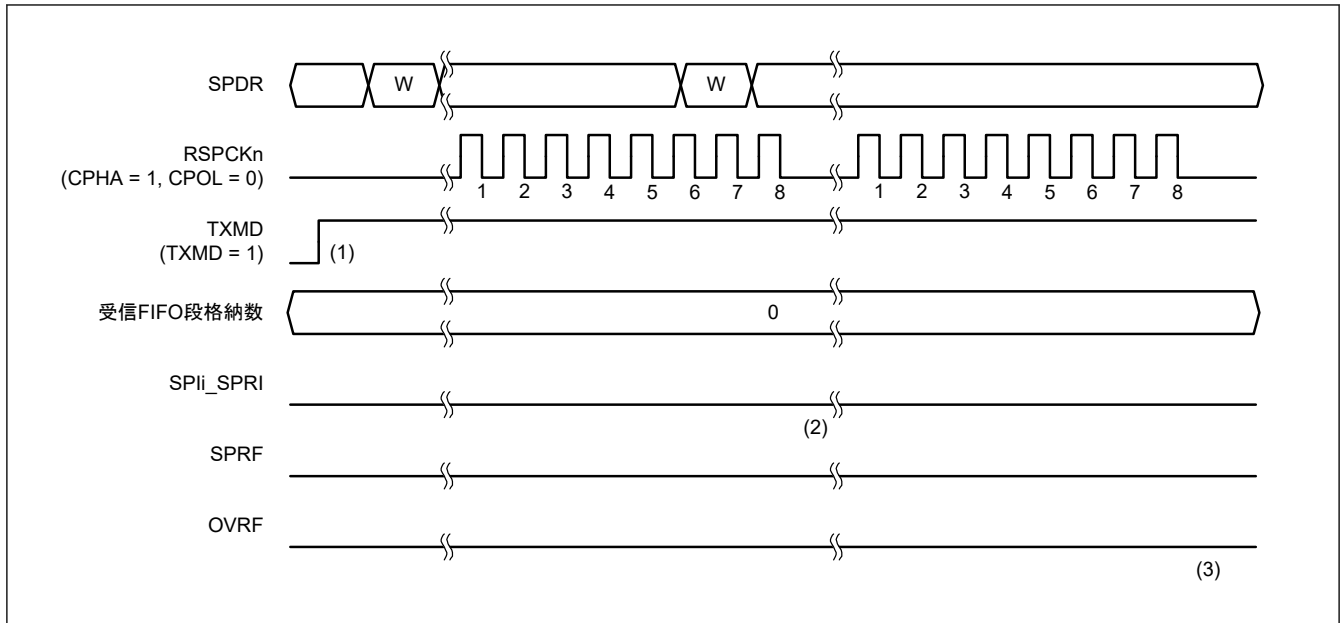 SPDR
W
W
RSPCKn
(CPHA = 1, CPOL = 0)
1 2 3 4 5 6 7 8
1 2 3 4 5 6 7 8
TXMD
(TXMD = 1)
(1)
受信FIFO段格納数
0
SPIi_SPRI
(2)
SPRF
OVRF
(3)